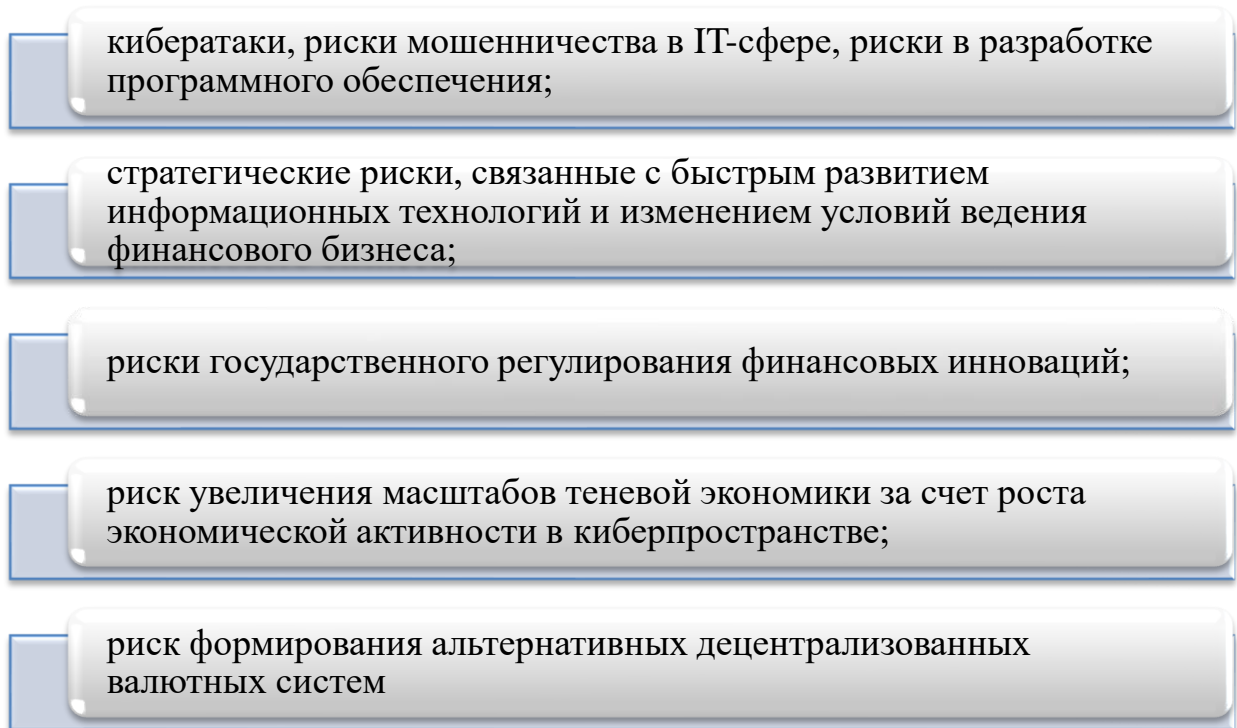 кибератаки, риски мошенничества в IT-сфере, риски в разработке
программного обеспечения;
стратегические риски, связанные с быстрым развитием
информационных технологий и изменением условий ведения
финансового бизнеса;
риски государственного регулирования финансовых инноваций;
риск увеличения масштабов теневой экономики за счет роста
экономической активности в киберпространстве;
риск формирования альтернативных децентрализованных
валютных систем